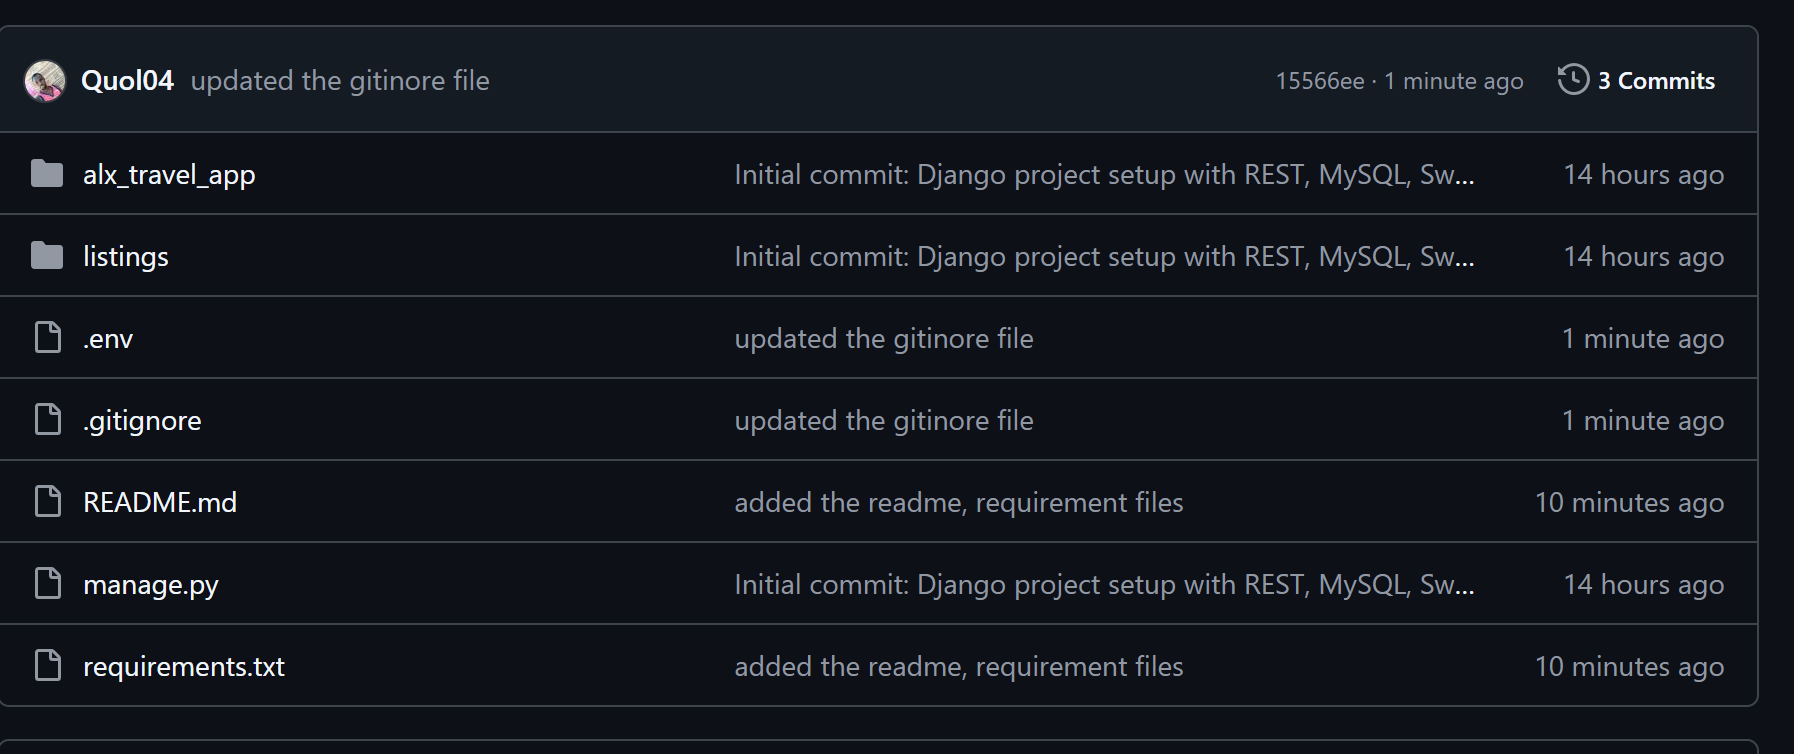 Quol04 updated the gitinore file 15566ee · 1 minute ago 3 Commits
alx_travel_app Initial commit: Django project setup with REST, MySQL, Sw... 14 hours ago
listings Initial commit: Django project setup with REST, MySQL, Sw... 14 hours ago
.env updated the gitinore file 1 minute ago
.gitignore updated the gitinore file 1 minute ago
README.md added the readme, requirement files 10 minutes ago
manage.py Initial commit: Django project setup with REST, MySQL, Sw... 14 hours ago
requirements.txt added the readme, requirement files 10 minutes ago